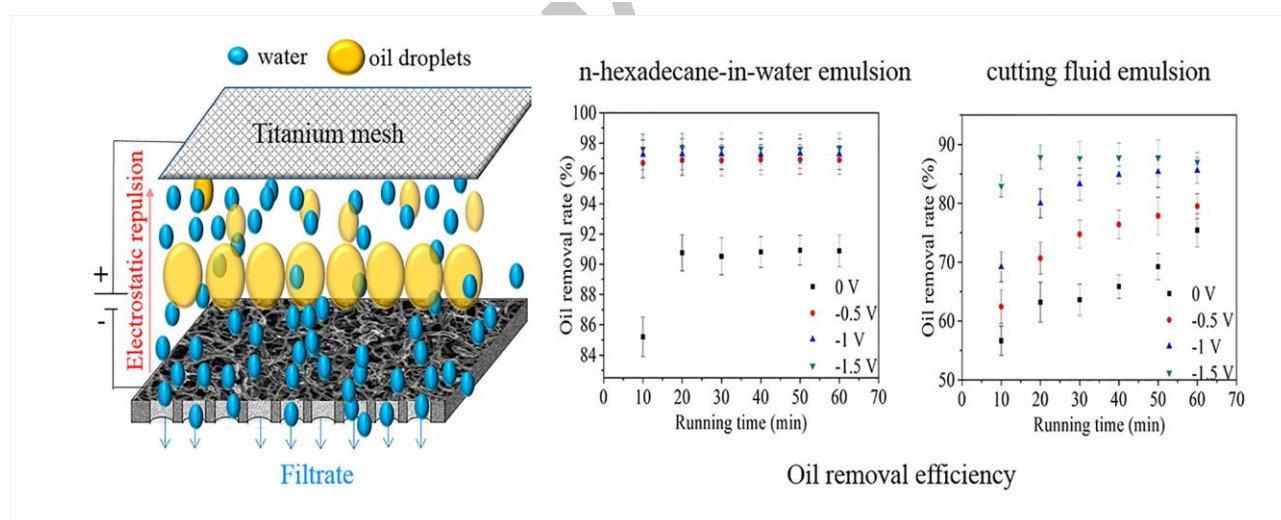 water
oil droplets
Titanium mesh
Electrostatic repulsion
+
-
Filtrate
n-hexadecane-in-water emulsion
Oil removal rate (%)
100
98
96
94
92
90
88
86
84
0 V
-0.5 V
-1 V
-1.5 V
0 10 20 30 40 50 60 70
Running time (min)
cutting fluid emulsion
Oil removal rate (%)
90
80
70
60
50
0 V
-0.5 V
-1 V
-1.5 V
0 10 20 30 40 50 60 70
Running time (min)
Oil removal efficiency